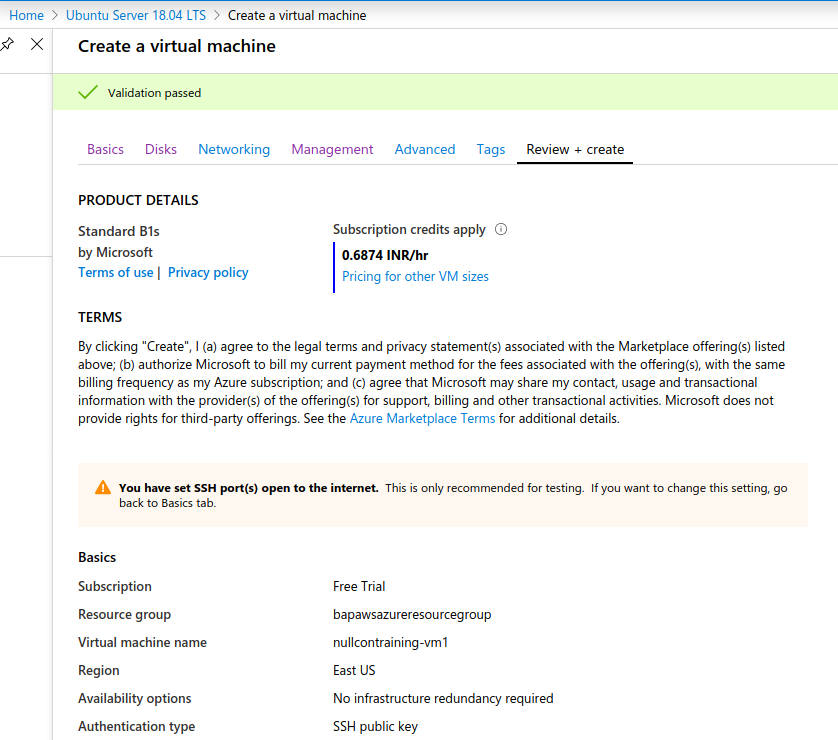 Home > Ubuntu Server 18.04 LTS > Create a virtual machine
Create a virtual machine
Validation passed
Basics Disks Networking Management Advanced Tags Review + create
PRODUCT DETAILS
Standard B1s
by Microsoft
Terms of use | Privacy policy
Subscription credits apply
0.6874 INR/hr
Pricing for other VM sizes
TERMS
By clicking "Create", I (a) agree to the legal terms and privacy statement(s) associated with the Marketplace offering(s) listed
above; (b) authorize Microsoft to bill my current payment method for the fees associated with the offering(s), with the same
billing frequency as my Azure subscription; and (c) agree that Microsoft may share my contact, usage and transactional
information with the provider(s) of the offering(s) for support, billing and other transactional activities. Microsoft does not
provide rights for third-party offerings. See the Azure Marketplace Terms for additional details.
You have set SSH port(s) open to the internet. This is only recommended for testing. If you want to change this setting, go
back to Basics tab.
Basics
Subscription Free Trial
Resource group bapawsazureresourcegroup
Virtual machine name nullcontraining-vm1
Region East US
Availability options No infrastructure redundancy required
Authentication type SSH public key